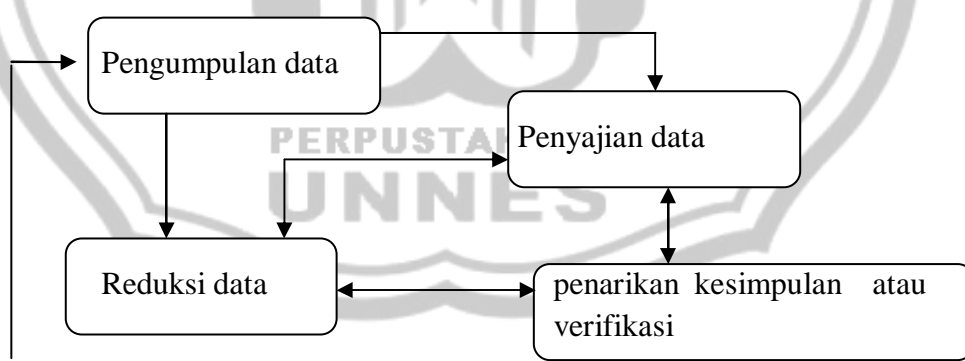 Pengumpulan data
PERPUSTA
Penyajian data
UNNES
Reduksi data
penarikan kesimpulan atau
verifikasi